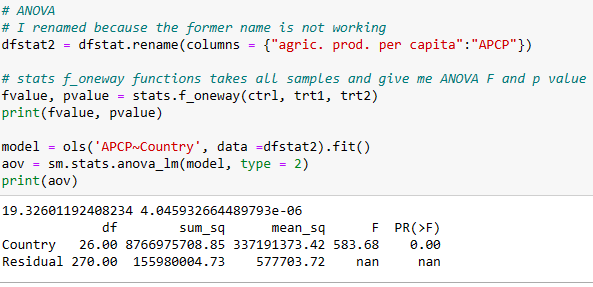 # ANOVA
# I renamed because the former name is not working
dfstat2 = dfstat.rename(columns = {"agric. prod. per capita":"APCP"})
# stats f_oneway functions takes all samples and give me ANOVA F and p value
fvalue, pvalue = stats.f_oneway(ctrl, trt1, trt2)
print(fvalue, pvalue)
model = ols('APCP~Country', data =dfstat2).fit()
aov = sm.stats.anova_lm(model, type = 2)
print(aov)
19.32601192408234 4.045932664489793e-06
df sum_sq mean_sq F PR(>F)
Country 26.00 8766975708.85 337191373.42 583.68 0.00
Residual 270.00 155980004.73 577703.72 nan nan